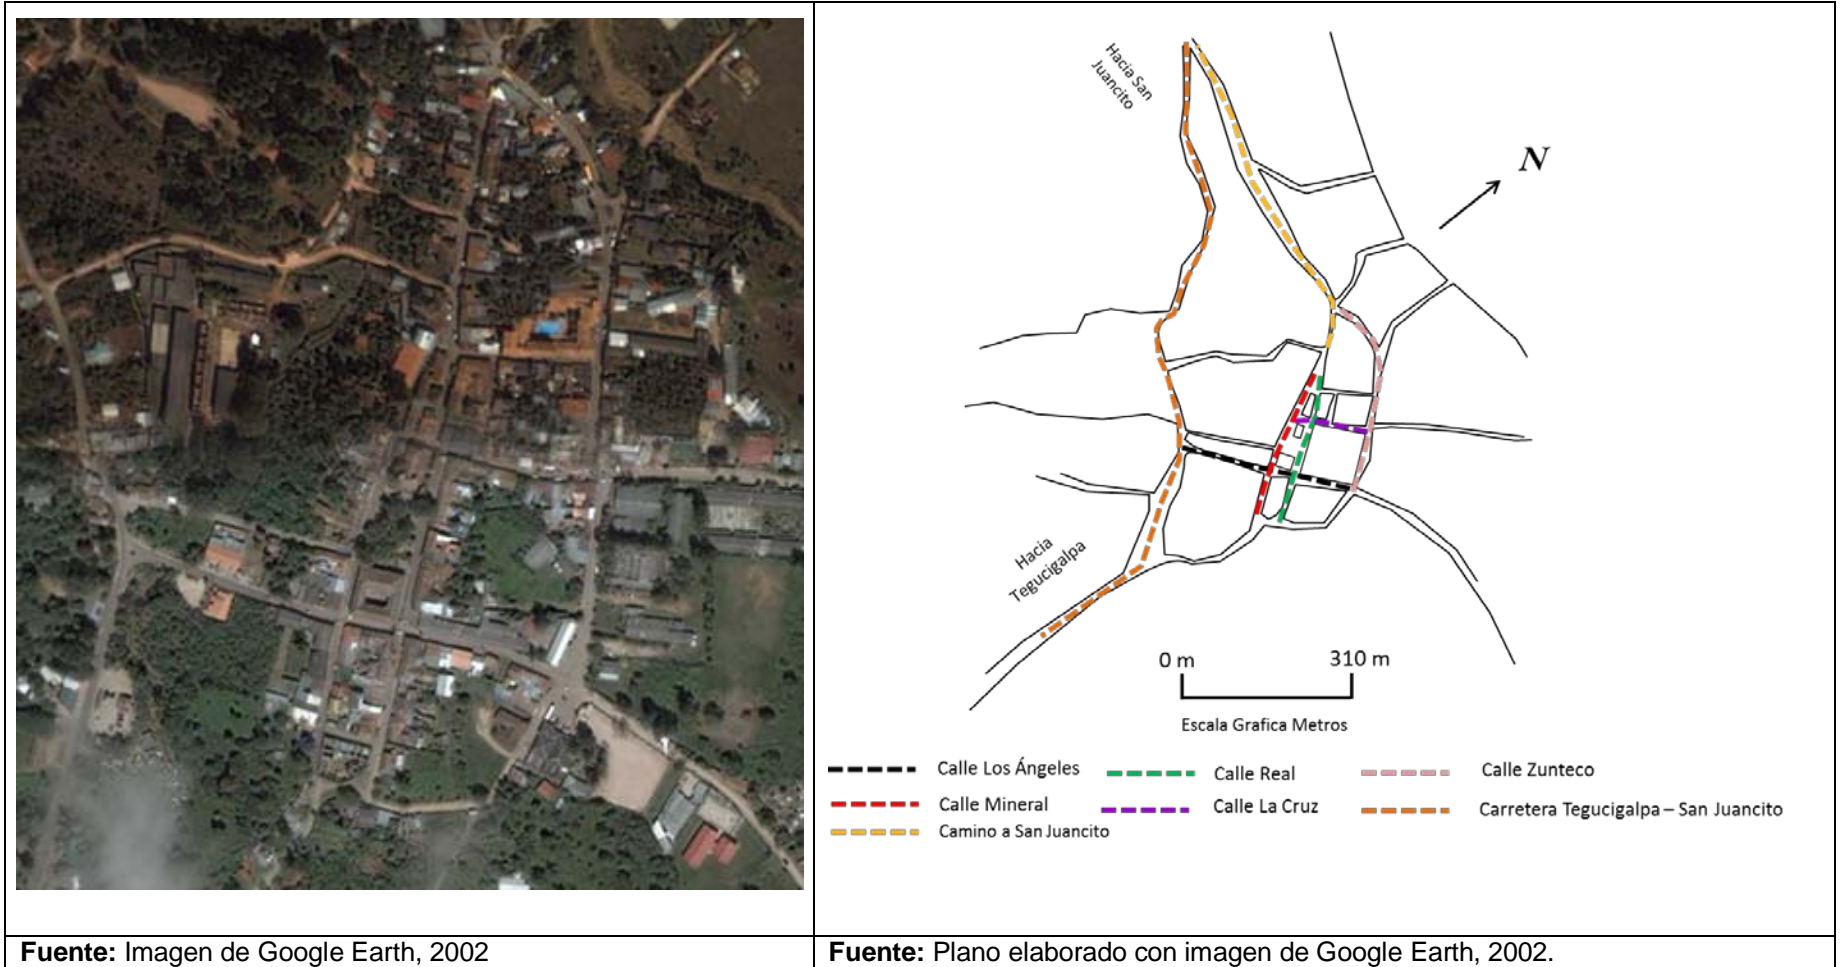 Hacia San
Juancito
N
Hacia
Tegucigalpa
0 m 310 m
Escala Grafica Metros
Calle Los Ángeles Calle Real Calle Zunteco
Calle Mineral Calle La Cruz Carretera Tegucigalpa – San Juancito
Camino a San Juancito
Fuente: Imagen de Google Earth, 2002
Fuente: Plano elaborado con imagen de Google Earth, 2002.